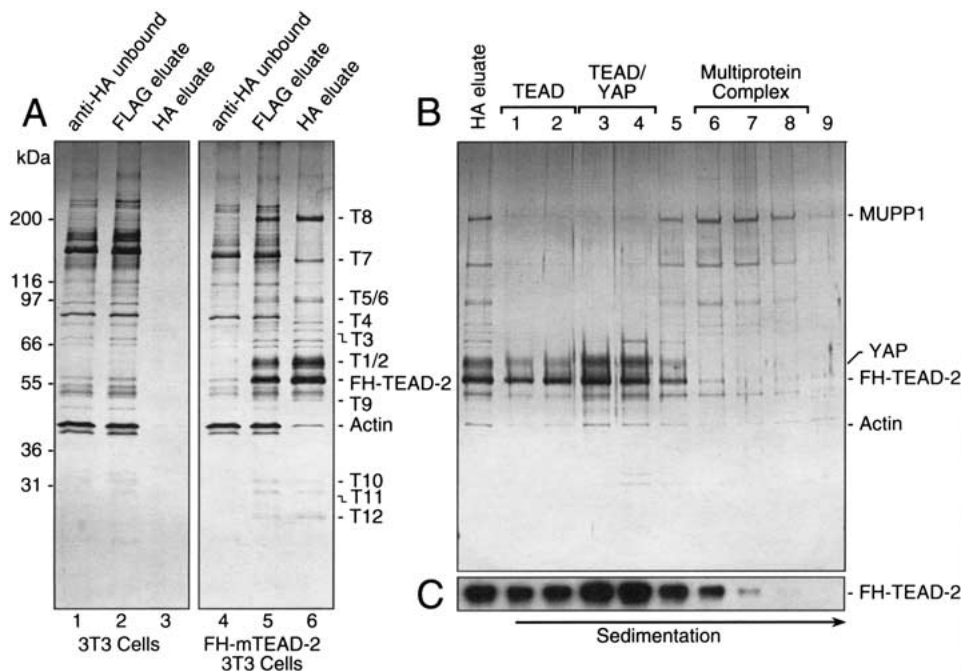 A
anti-HA unbound
FLAG eluate
HA eluate
anti-HA unbound
FLAG eluate
HA eluate
kDa
200
116
97
66
55
36
31
T8
T7
T5/6
T4
T3
T1/2
FH-TEAD-2
T9
Actin
T10
T11
T12
1 2 3
3T3 Cells
4 5 6
FH-mTEAD-2
3T3 Cells
B
HA eluate
TEAD
TEAD/
YAP
Multiprotein
Complex
1 2 3 4 5 6 7 8 9
MUPP1
YAP
FH-TEAD-2
Actin
C
FH-TEAD-2
Sedimentation